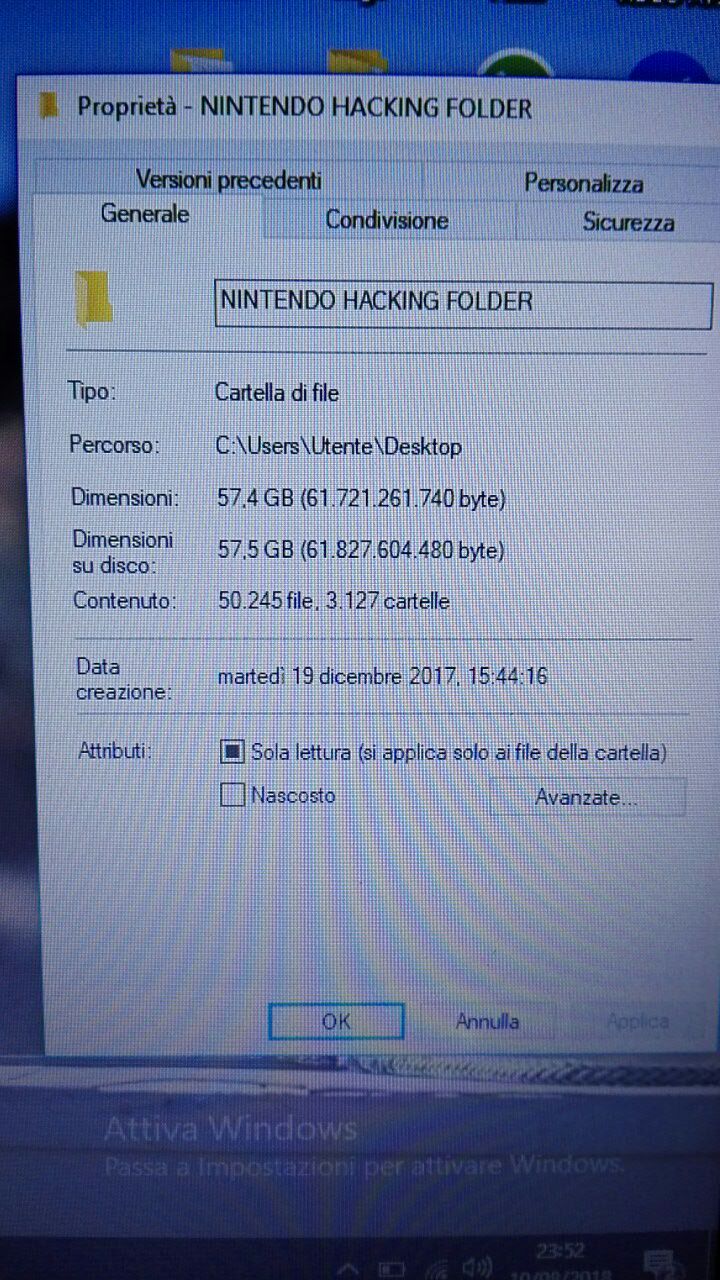 Proprietà - NINTENDO HACKING FOLDER
Versioni precedenti
Personalizza
Generale
Condivisione
Sicurezza
NINTENDO HACKING FOLDER
Tipo: Cartella di file
Percorso: C:\Users\Utente\Desktop
Dimensioni: 57,4 GB (61.721.261.740 byte)
Dimensioni su disco: 57,5 GB (61.827.604.480 byte)
Contenuto: 50.245 file, 3.127 cartelle
Data creazione: martedì 19 dicembre 2017, 15:44:16
Attributi: Sola lettura (si applica solo ai file della cartella)
Nascosto
Avanzate...
OK
Annulla
Applica
Attiva Windows
Passa a Impostazioni per attivare Windows.
23:52